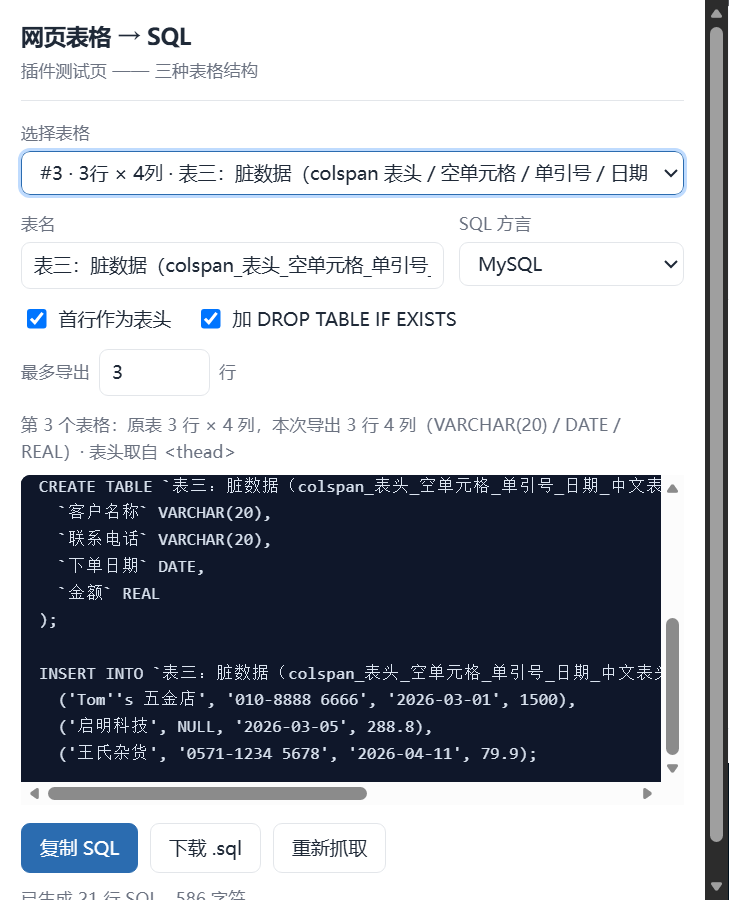 网页表格 → SQL
插件测试页 —— 三种表格结构
选择表格
#3 · 3行 × 4列 · 表三：脏数据（colspan 表头 / 空单元格 / 单引号 / 日期
表名
SQL 方言
表三：脏数据（colspan_表头_空单元格_单引号_
MySQL
首行作为表头
加 DROP TABLE IF EXISTS
最多导出 3 行
第 3 个表格：原表 3 行 × 4 列，本次导出 3 行 4 列（VARCHAR(20) / DATE /
REAL）· 表头取自 <thead>
CREATE TABLE `表三：脏数据（colspan_表头_空单元格_单引号_日期_中文表
`客户名称` VARCHAR(20),
`联系电话` VARCHAR(20),
`下单日期` DATE,
`金额` REAL
);
INSERT INTO `表三：脏数据（colspan_表头_空单元格_单引号_日期_中文表头
('Tom''s 五金店', '010-8888 6666', '2026-03-01', 1500),
('启明科技', NULL, '2026-03-05', 288.8),
('王氏杂货', '0571-1234 5678', '2026-04-11', 79.9);
复制 SQL
下载 .sql
重新抓取
已生成 21 行 SQL，586 字符